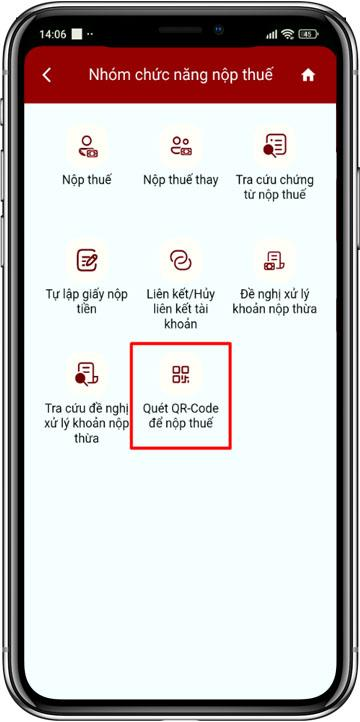 14:06
45
Nhóm chức năng nộp thuế
Nộp thuế
Nộp thuế thay
Tra cứu chứng
từ nộp thuế
Tự lập giấy nộp
tiền
Liên kết/Hủy
liên kết tài
khoản
Đề nghị xử lý
khoản nộp thừa
Tra cứu đề nghị
xử lý khoản nộp
thừa
Quét QR-Code
để nộp thuế